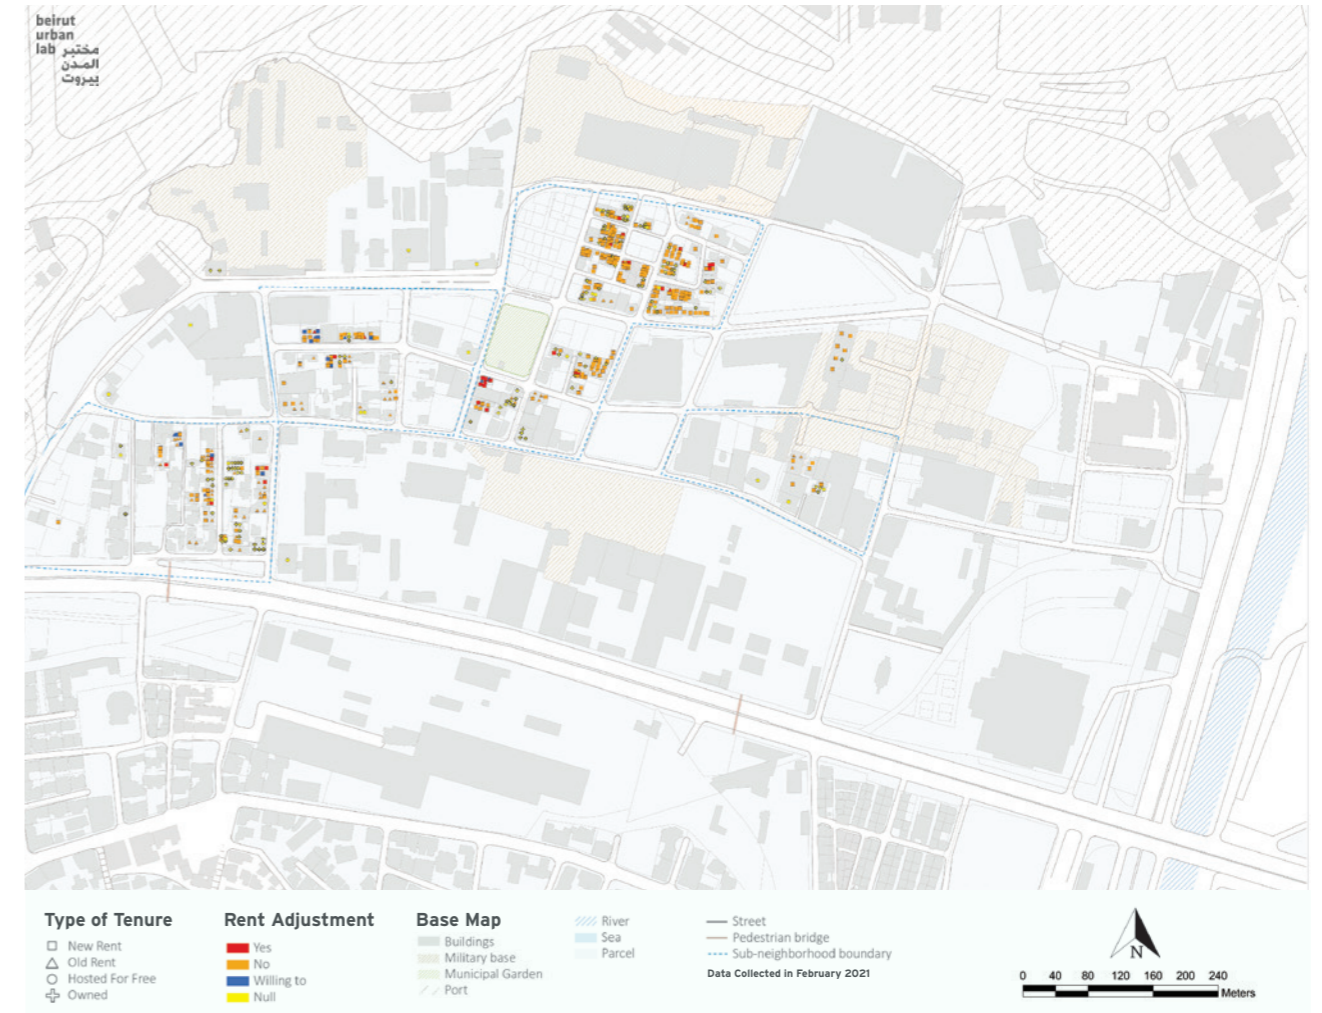 beirut
urban
lab مختبر
المدن
بيروت
Type of Tenure
New Rent
Old Rent
Hosted For Free
Owned
Rent Adjustment
Yes
No
Willing to
Null
Base Map
Buildings
Military base
Municipal Garden
Port
River
Sea
Parcel
Street
Pedestrian bridge
Sub-neighborhood boundary
Data Collected in February 2021
N
0 40 80 120 160 200 240
Meters